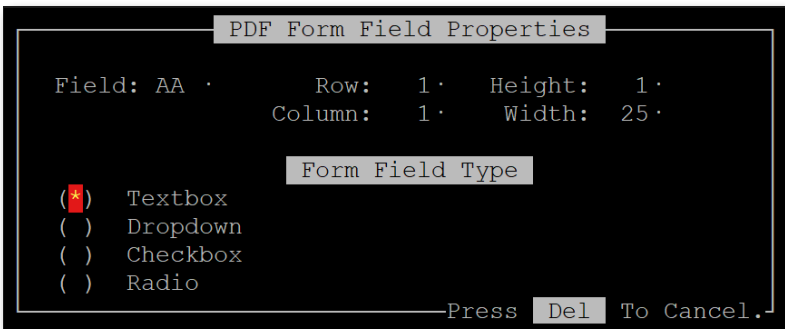 PDF Form Field Properties
Field: AA · Row: 1· Height: 1·
Column: 1· Width: 25·
Form Field Type
(*) Textbox
( ) Dropdown
( ) Checkbox
( ) Radio
Press Del To Cancel.